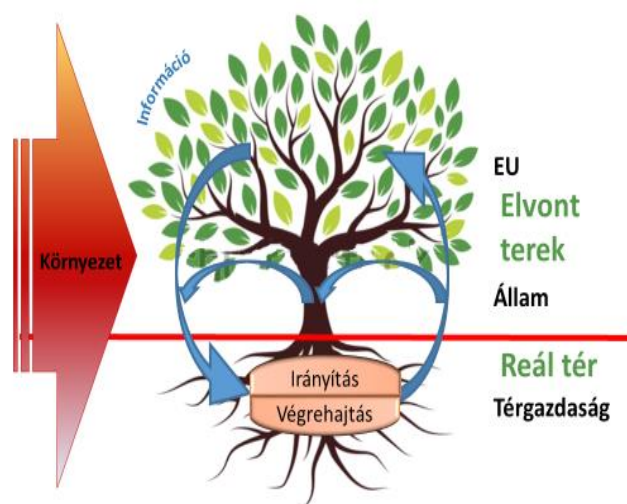 Információ
Környezet
EU
Elvont
terek
Állam
Reál tér
Térgazdaság
Irányítás
Végrehajtás